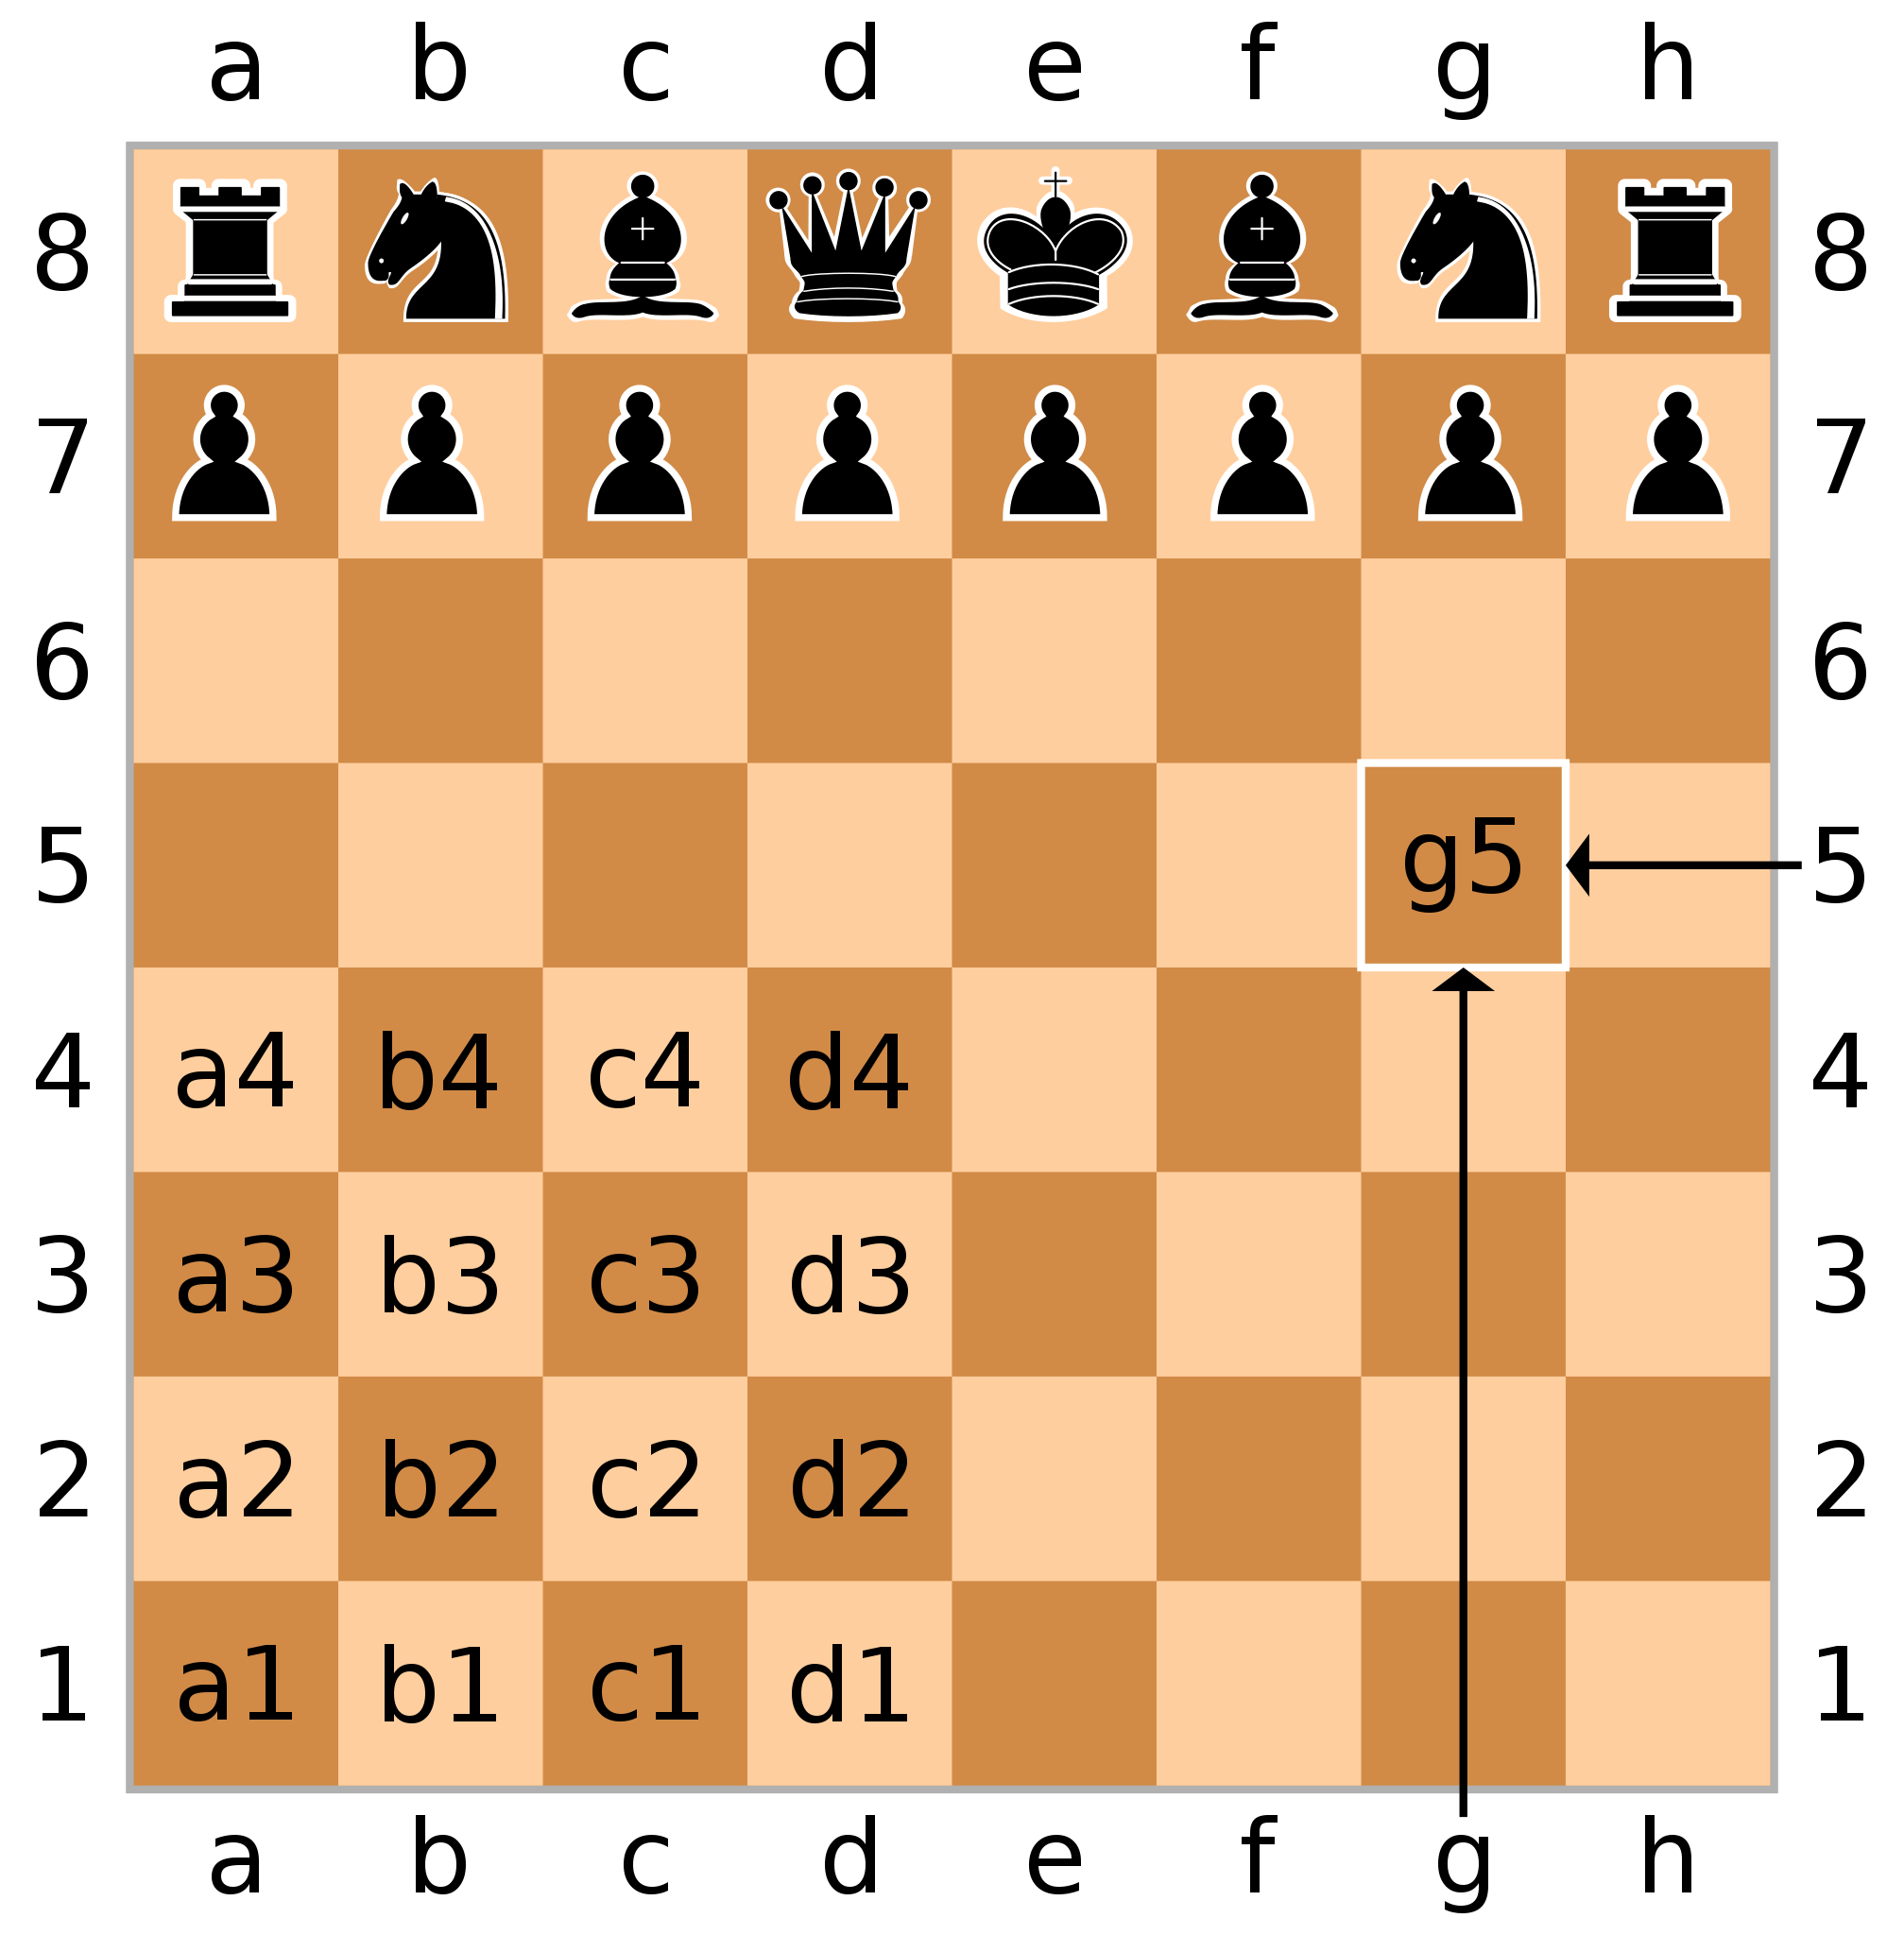 a b c d e f g h
8 8
7 7
6 6
5 g5 5
4 a4 b4 c4 d4 4
3 a3 b3 c3 d3 3
2 a2 b2 c2 d2 2
1 a1 b1 c1 d1 1
a b c d e f g h